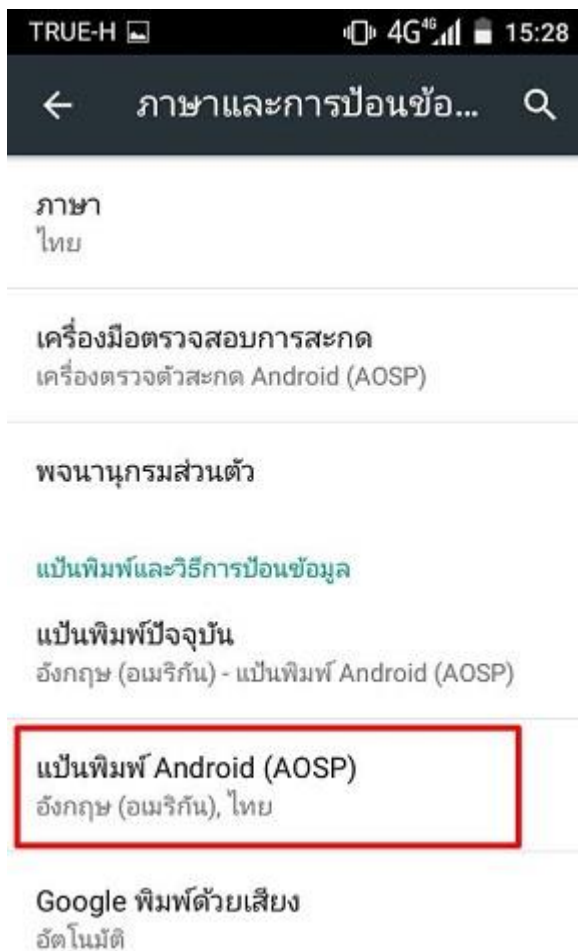 TRUE-H 4G 4G 15:28
ภาษาและการป้อนข้อ...
ภาษา
ไทย
เครื่องมือตรวจสอบการสะกด
เครื่องตรวจตัวสะกด Android (AOSP)
พจนานุกรมส่วนตัว
แป้นพิมพ์และวิธีการป้อนข้อมูล
แป้นพิมพ์ปัจจุบัน
อังกฤษ (อเมริกัน) - แป้นพิมพ์ Android (AOSP)
แป้นพิมพ์ Android (AOSP)
อังกฤษ (อเมริกัน), ไทย
Google พิมพ์ด้วยเสียง
อัตโนมัติ